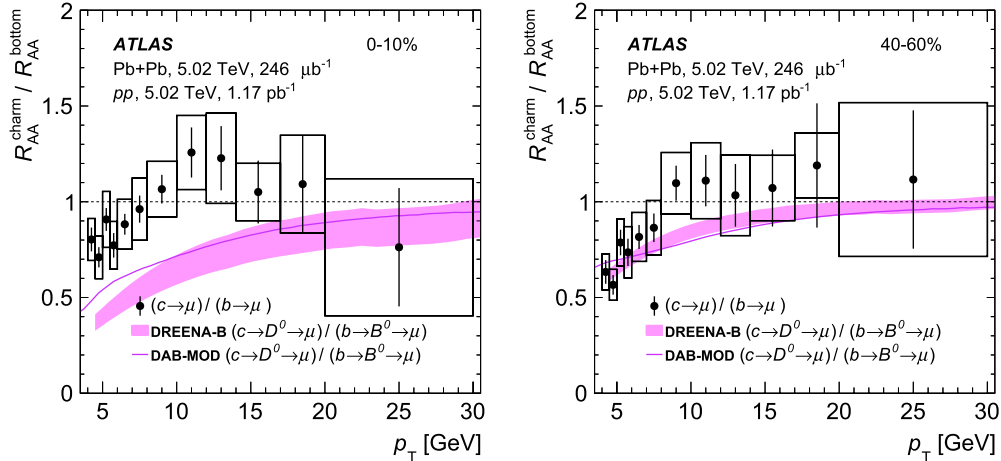 2
1.5
1
0.5
0
R_AA^charm / R_AA^bottom
ATLAS 0-10%
Pb+Pb, 5.02 TeV, 246 μb⁻¹
pp, 5.02 TeV, 1.17 pb⁻¹
(c→μ) / (b→μ)
DREENA-B (c→D⁰→μ) / (b→B⁰→μ)
DAB-MOD (c→D⁰→μ) / (b→B⁰→μ)
5 10 15 20 25 30
p_T [GeV]
2
1.5
1
0.5
0
R_AA^charm / R_AA^bottom
ATLAS 40-60%
Pb+Pb, 5.02 TeV, 246 μb⁻¹
pp, 5.02 TeV, 1.17 pb⁻¹
(c→μ) / (b→μ)
DREENA-B (c→D⁰→μ) / (b→B⁰→μ)
DAB-MOD (c→D⁰→μ) / (b→B⁰→μ)
5 10 15 20 25 30
p_T [GeV]